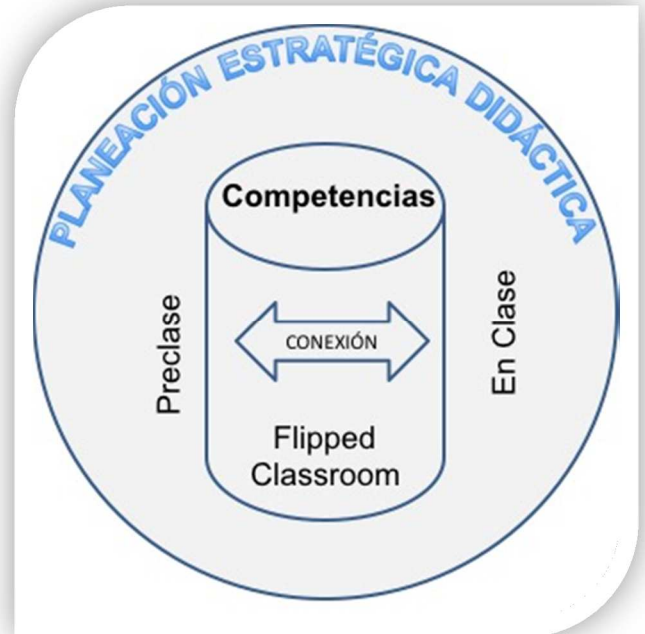 PLANEACIÓN ESTRATÉGICA DIDÁCTICA
Competencias
Preclase
CONEXIÓN
En Clase
Flipped
Classroom